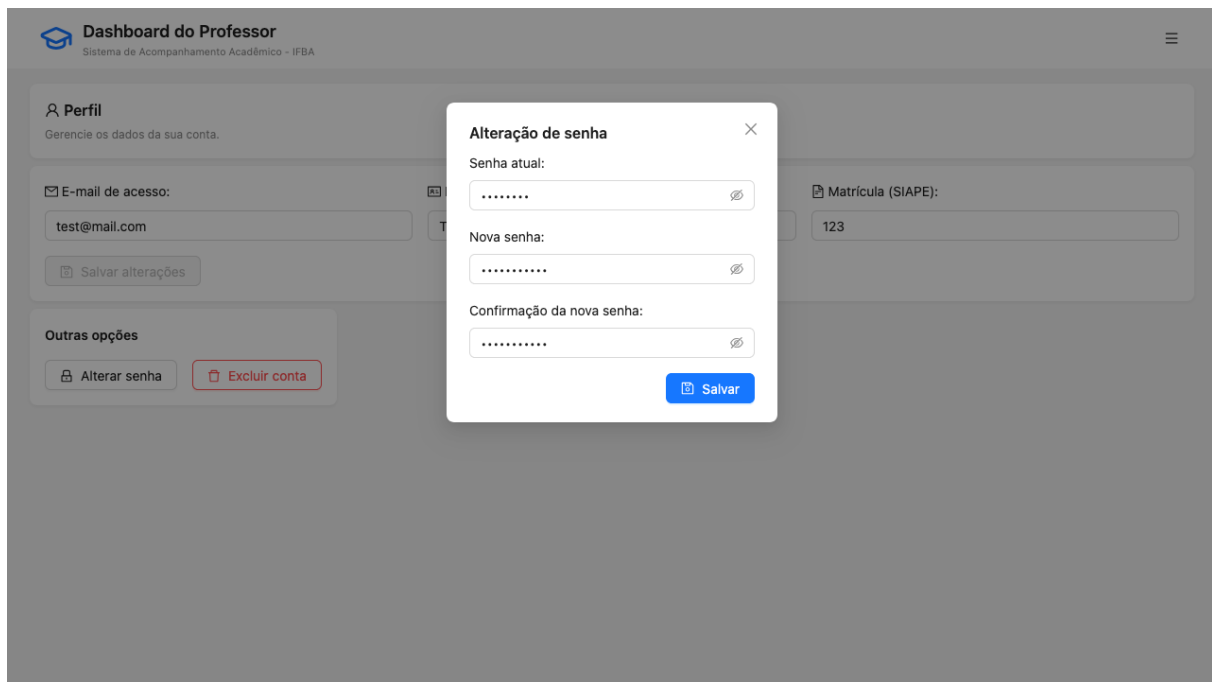 Dashboard do Professor
Sistema de Acompanhamento Acadêmico - IFBA
Perfil
Gerencie os dados da sua conta.
E-mail de acesso:
Matrícula (SIAPE):
test@mail.com
T
123
Salvar alterações
Outras opções
Alterar senha
Excluir conta
Alteração de senha
Senha atual:
••••••••
Nova senha:
•••••••••••
Confirmação da nova senha:
•••••••••••
Salvar